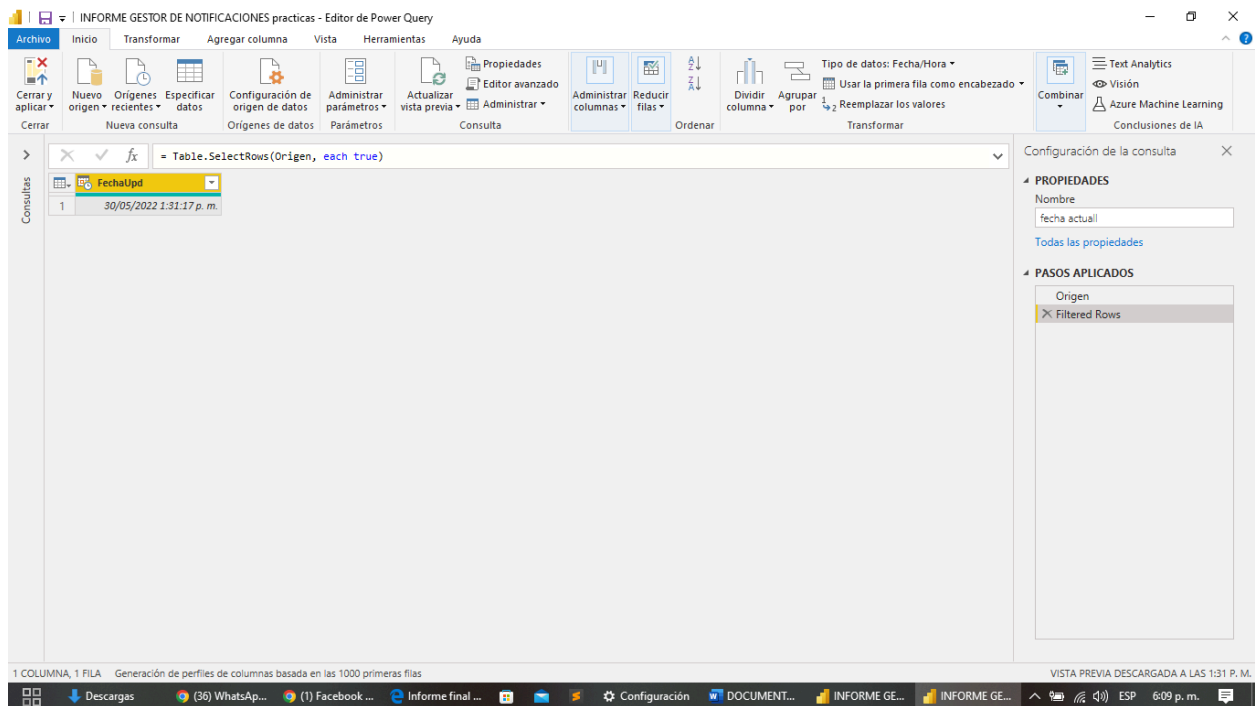 INFORME GESTOR DE NOTIFICACIONES practicas - Editor de Power Query
Archivo Inicio Transformar Agregar columna Vista Herramientas Ayuda
Cerrar y aplicar
Cerrar
Nuevo origen
Orígenes recientes
Especificar datos
Nueva consulta
Configuración de origen de datos
Orígenes de datos
Administrar parámetros
Parámetros
Actualizar vista previa
Propiedades
Editor avanzado
Administrar
Consulta
Administrar columnas
Reducir filas
Ordenar
Dividir columna
Agrupar por
Tipo de datos: Fecha/Hora
Usar la primera fila como encabezado
Reemplazar los valores
Transformar
Combinar
Text Analytics
Visión
Azure Machine Learning
Conclusiones de IA
Consultas
fx = Table.SelectRows(Origen, each true)
FechaUpd
1 30/05/2022 1:31:17 p. m.
Configuración de la consulta
PROPIEDADES
Nombre
fecha actuall
Todas las propiedades
PASOS APLICADOS
Origen
Filtered Rows
1 COLUMNA, 1 FILA Generación de perfiles de columnas basada en las 1000 primeras filas
VISTA PREVIA DESCARGADA A LAS 1:31 P. M.
Descargas (36) WhatsAp... (1) Facebook ... Informe final ... Configuración DOCUMENT... INFORME GE... INFORME GE... ESP 6:09 p. m.